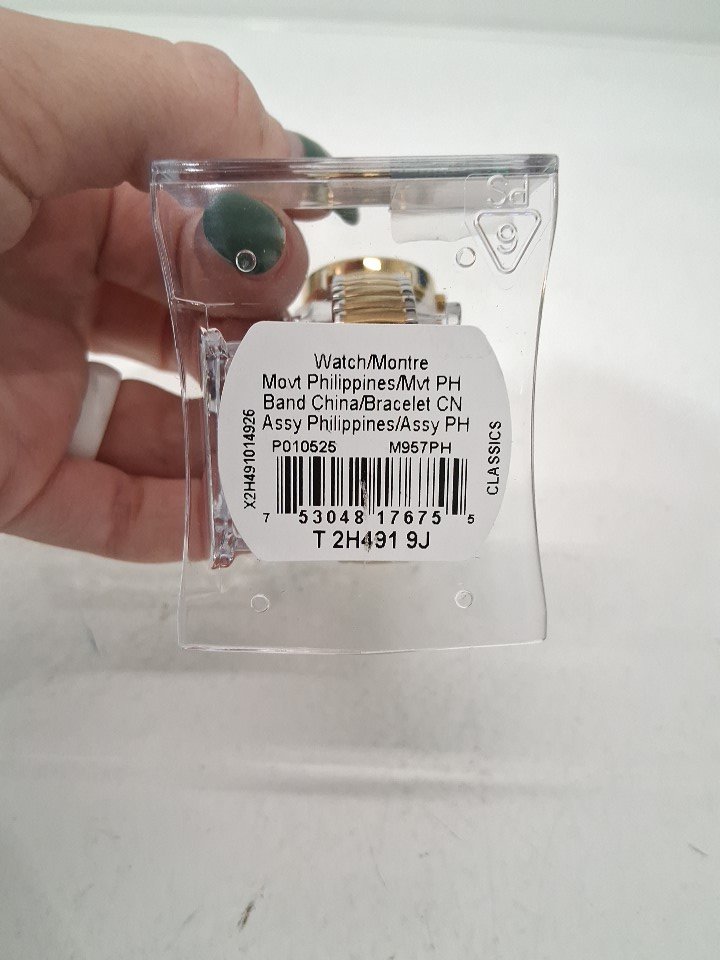 PS
6
Watch/Montre
Movt Philippines/Mvt PH
Band China/Bracelet CN
Assy Philippines/Assy PH
P010525 M957PH
X2H491014926
CLASSICS
7 53048 17675 5
T 2H491 9J